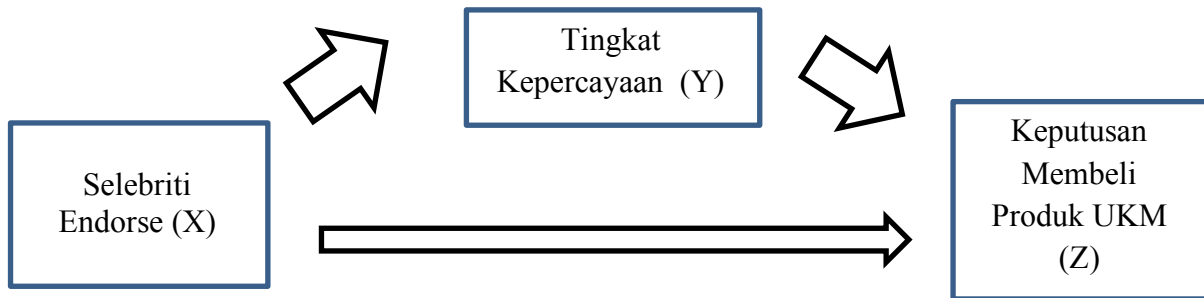 Tingkat
Kepercayaan (Y)
Selebriti
Endorse (X)
Keputusan
Membeli
Produk UKM
(Z)